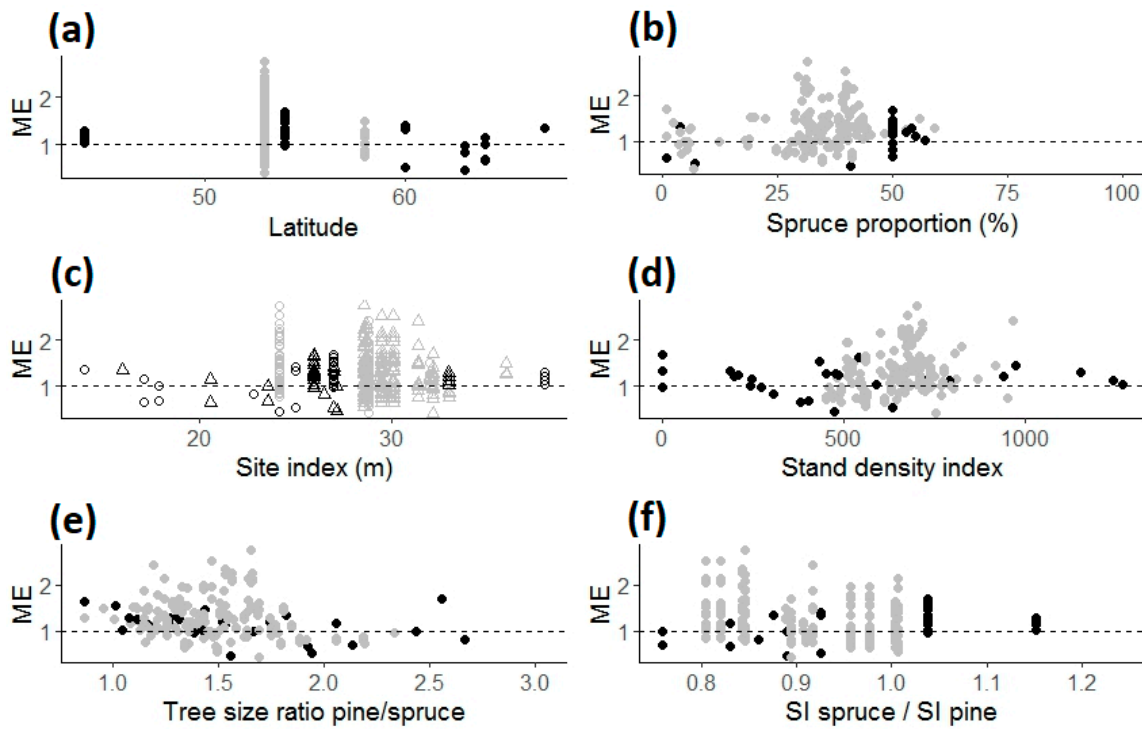 (a)
ME
2
1
50
60
Latitude
(b)
ME
2
1
0
25
50
75
100
Spruce proportion (%)
(c)
ME
2
1
20
30
Site index (m)
(d)
ME
2
1
0
500
1000
Stand density index
(e)
ME
2
1
1.0
1.5
2.0
2.5
3.0
Tree size ratio pine/spruce
(f)
ME
2
1
0.8
0.9
1.0
1.1
1.2
SI spruce / SI pine